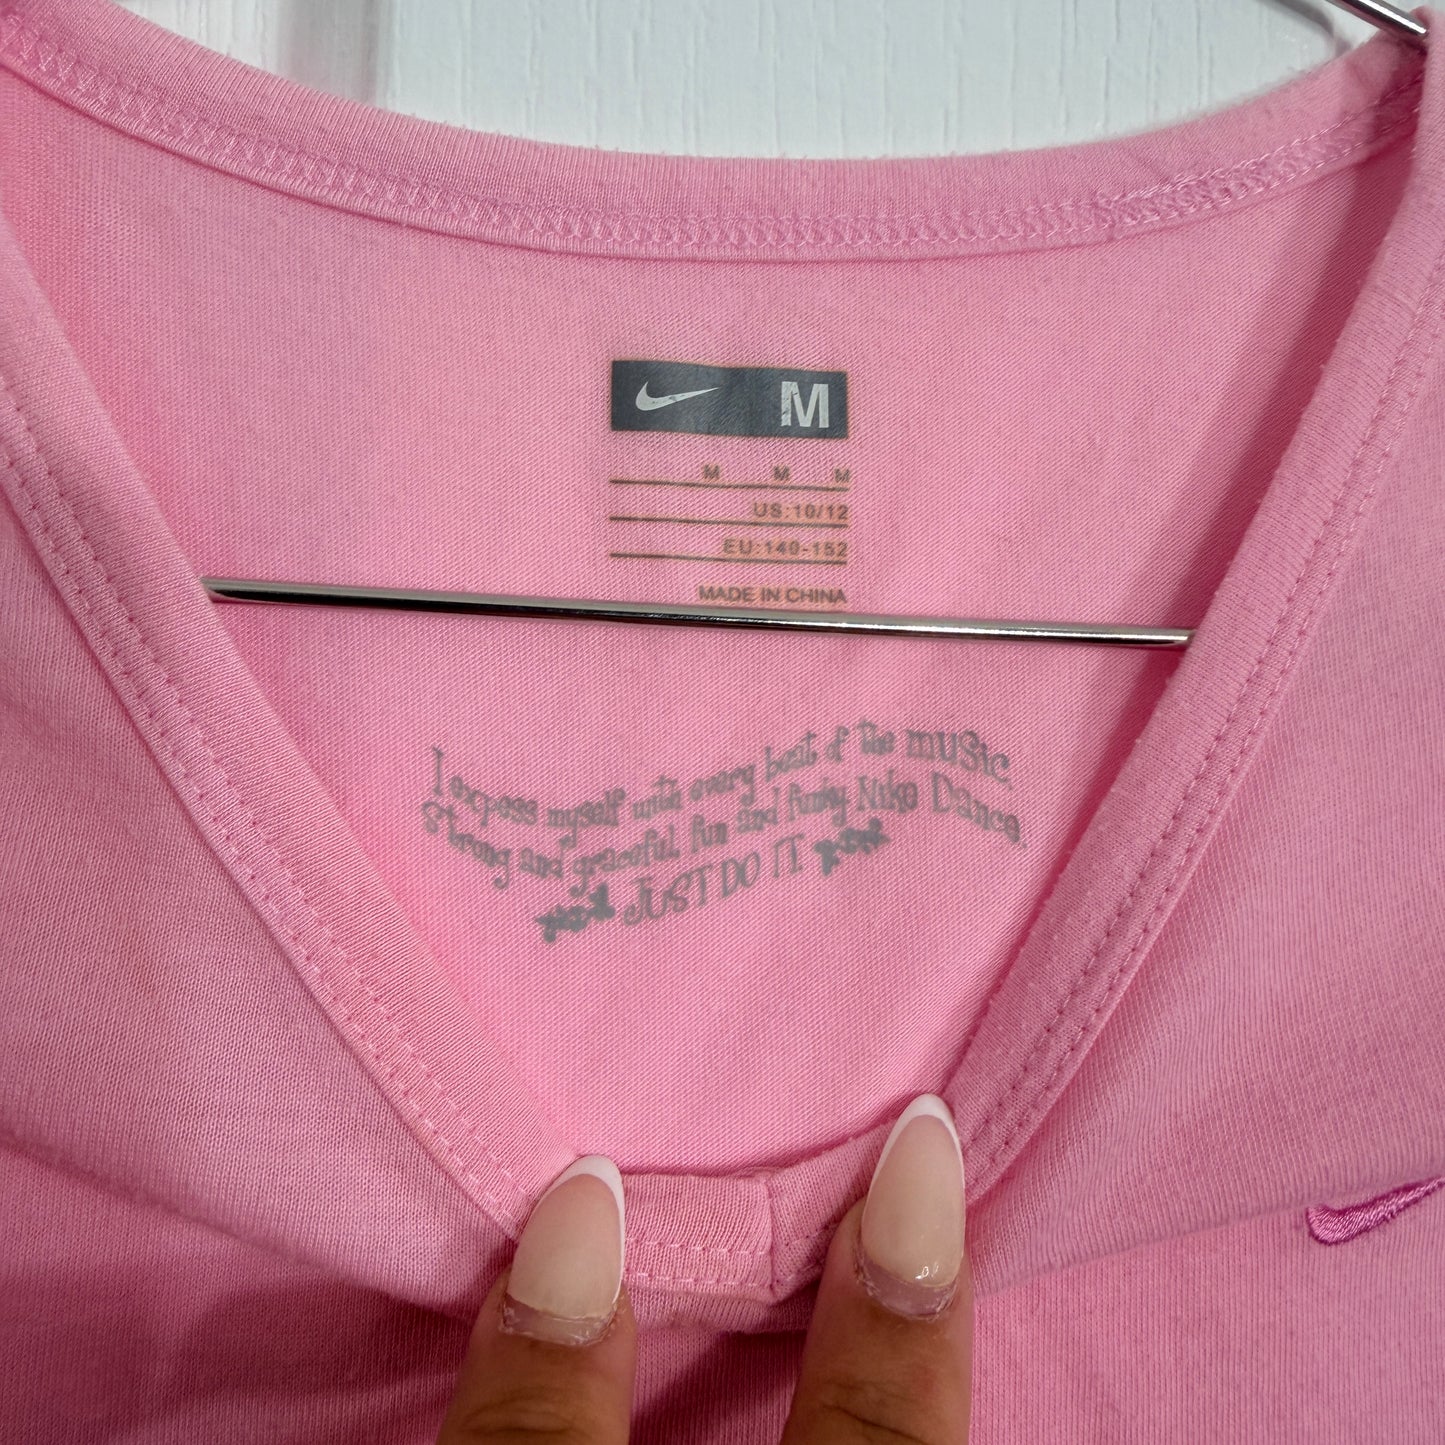 M
M M M
US:10/12
EU:140-152
MADE IN CHINA
I express myself with every beat of the music.
Strong and graceful, fun and funky Nike Dance.
JUST DO IT.